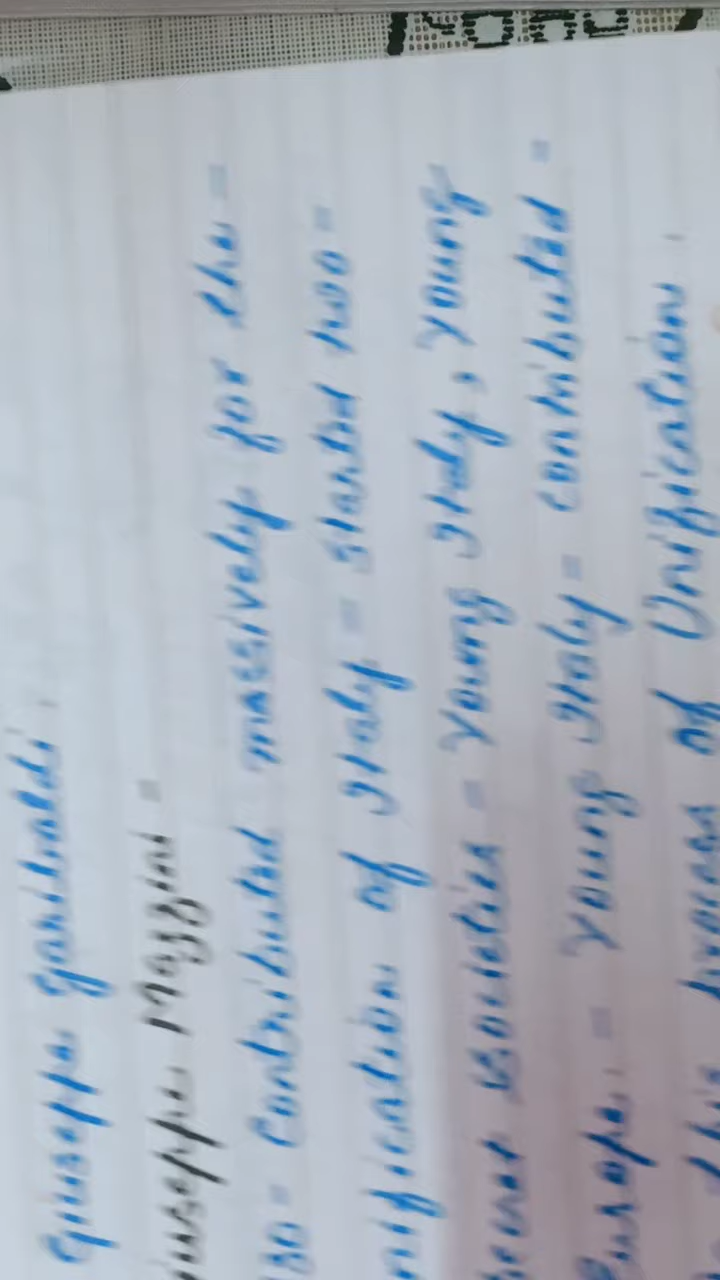 Giuseppe Garibaldi.
Giuseppe Mazzini =
Contributed massively for the =
unification of Italy = started two =
secret societies = Young Italy, Young
Europe. = Young Italy = contributed =
process of Unification.